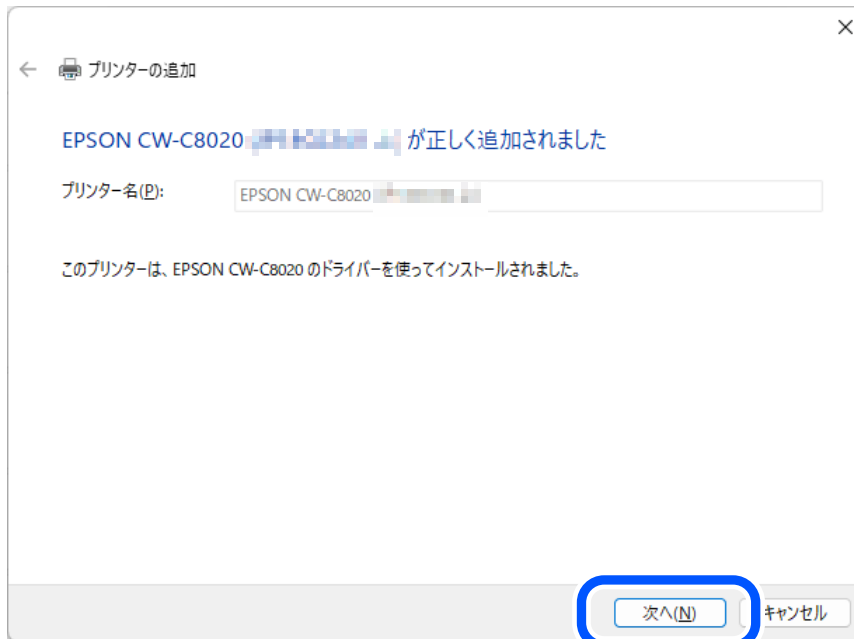 プリンターの追加
EPSON CW-C8020 が正しく追加されました
プリンター名(P): EPSON CW-C8020
このプリンターは、EPSON CW-C8020 のドライバーを使ってインストールされました。
次へ(N) キャンセル